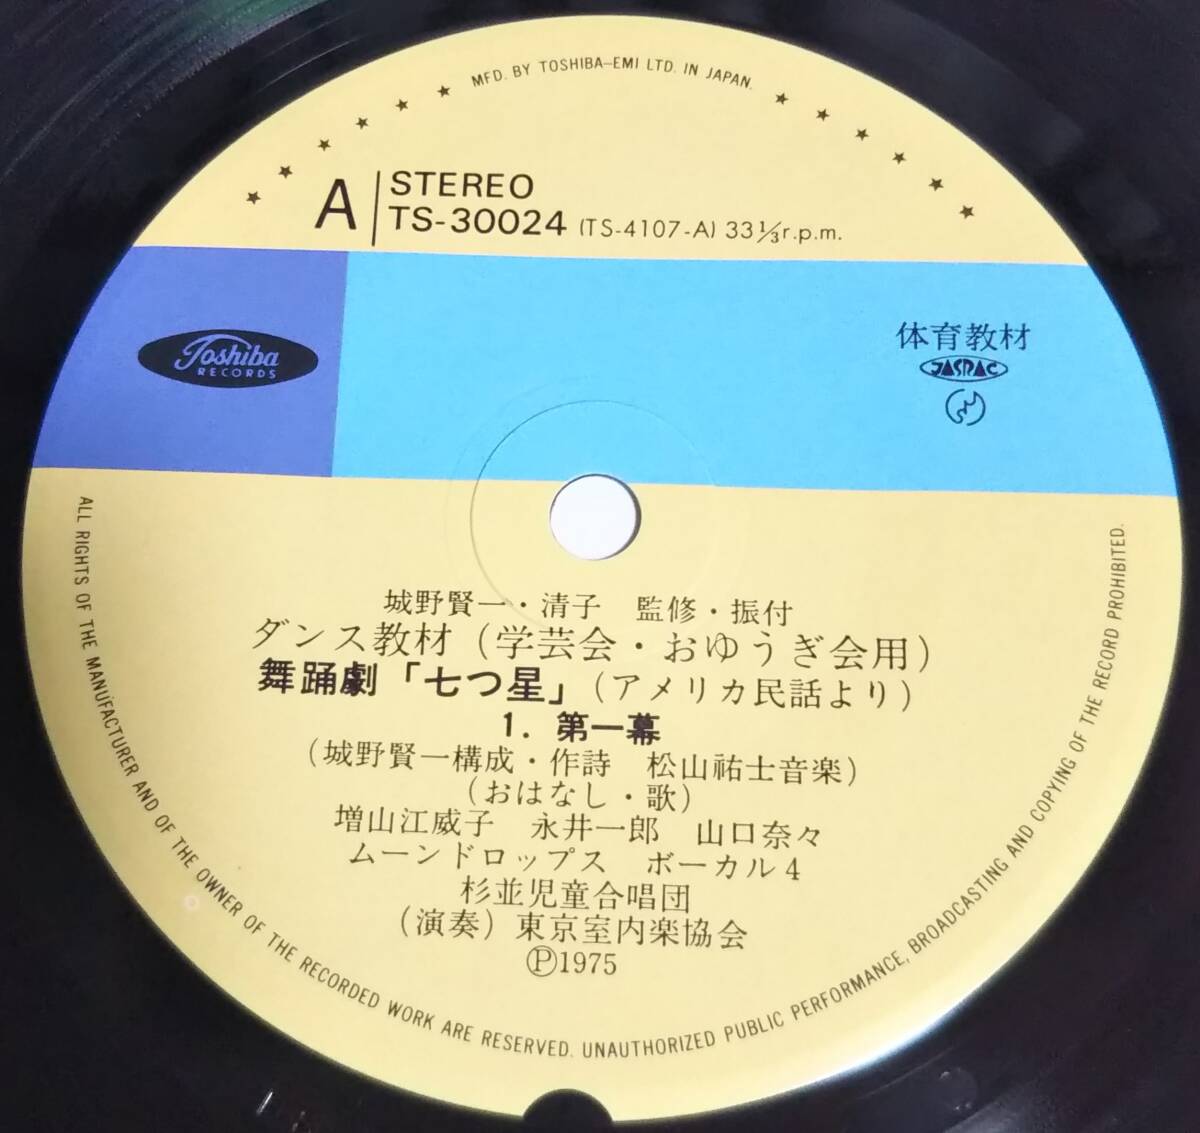 MFD. BY TOSHIBA-EMI LTD. IN JAPAN.
A
STEREO
TS-30024 (TS-4107-A) 33⅓r.p.m.
Toshiba
RECORDS
体育教材
JASRAC
城野賢一・清子　監修・振付
ダンス教材（学芸会・おゆうぎ会用）
舞踊劇「七つ星」（アメリカ民話より）
1. 第一幕
（城野賢一構成・作詩　松山祐士音楽）
（おはなし・歌）
増山江威子　永井一郎　山口奈々
ムーンドロップス　ボーカル4
杉並児童合唱団
（演奏）東京室内楽協会
Ⓟ1975
ALL RIGHTS OF THE MANUFACTURER AND OF THE OWNER OF THE RECORDED WORK ARE RESERVED. UNAUTHORIZED PUBLIC PERFORMANCE, BROADCASTING AND COPYING OF THE RECORD PROHIBITED.